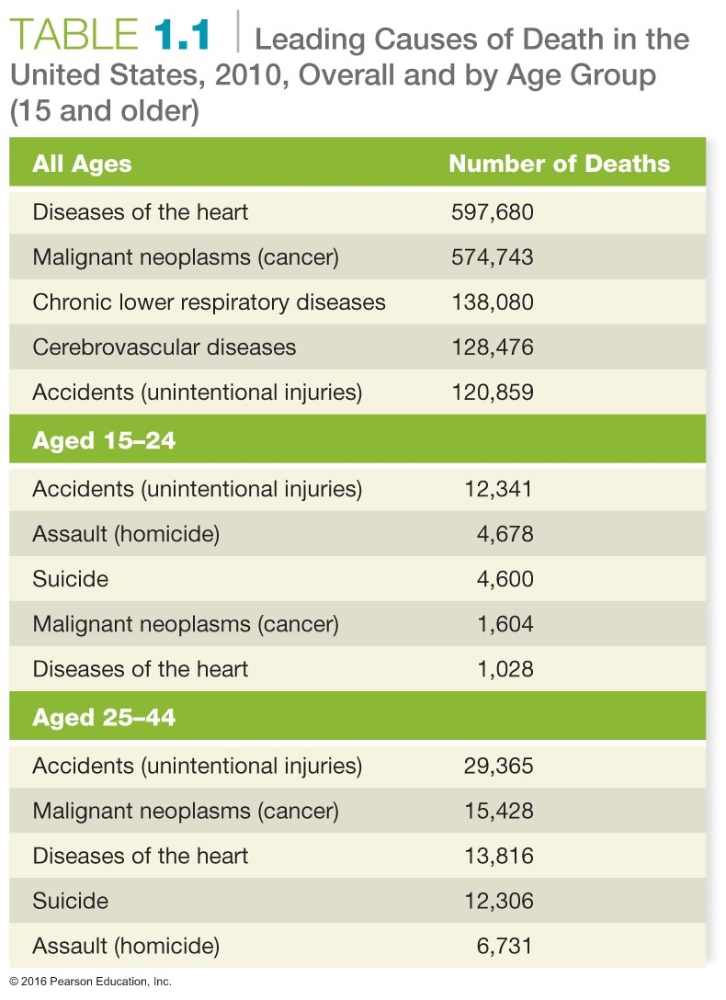 TABLE 1.1 | Leading Causes of Death in the
United States, 2010, Overall and by Age Group
(15 and older)
All Ages Number of Deaths
Diseases of the heart 597,680
Malignant neoplasms (cancer) 574,743
Chronic lower respiratory diseases 138,080
Cerebrovascular diseases 128,476
Accidents (unintentional injuries) 120,859
Aged 15–24
Accidents (unintentional injuries) 12,341
Assault (homicide) 4,678
Suicide 4,600
Malignant neoplasms (cancer) 1,604
Diseases of the heart 1,028
Aged 25–44
Accidents (unintentional injuries) 29,365
Malignant neoplasms (cancer) 15,428
Diseases of the heart 13,816
Suicide 12,306
Assault (homicide) 6,731
© 2016 Pearson Education, Inc.